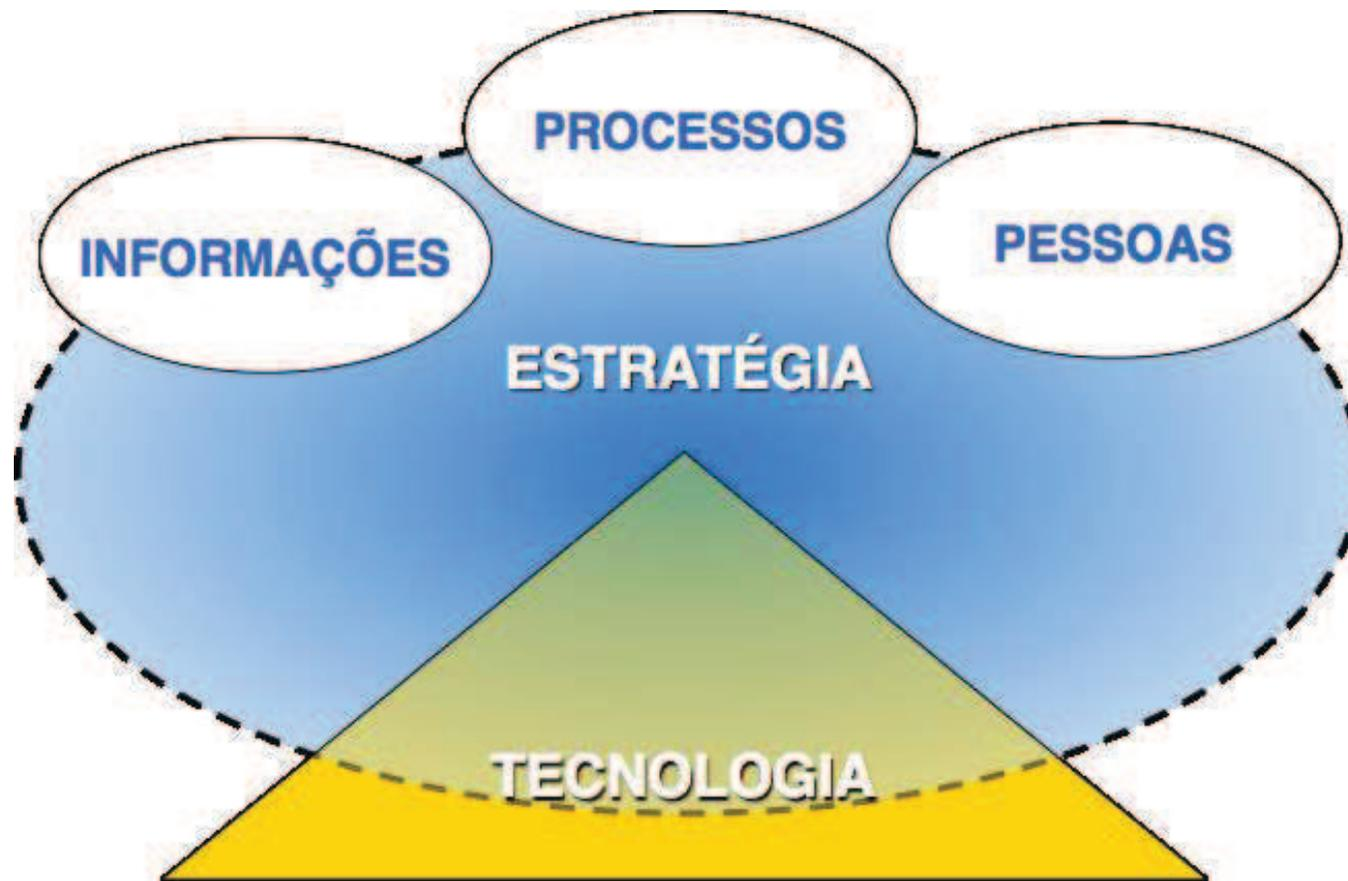 PROCESSOS
INFORMAÇÕES
PESSOAS
ESTRATÉGIA
TECNOLOGIA